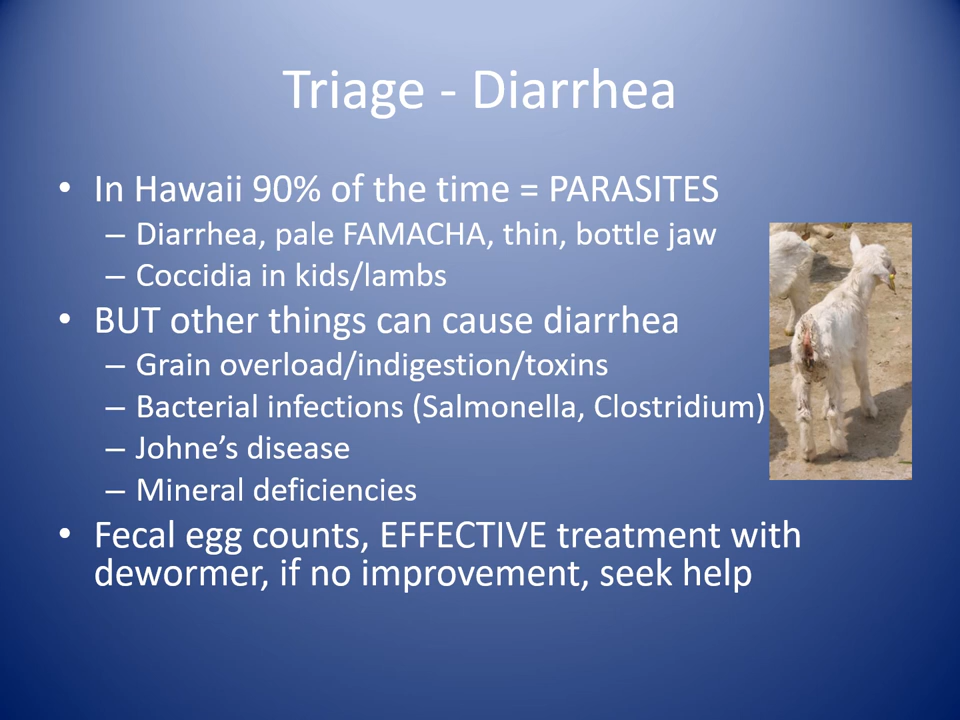 Triage - Diarrhea
• In Hawaii 90% of the time = PARASITES
– Diarrhea, pale FAMACHA, thin, bottle jaw
– Coccidia in kids/lambs
• BUT other things can cause diarrhea
– Grain overload/indigestion/toxins
– Bacterial infections (Salmonella, Clostridium)
– Johne’s disease
– Mineral deficiencies
• Fecal egg counts, EFFECTIVE treatment with
dewormer, if no improvement, seek help